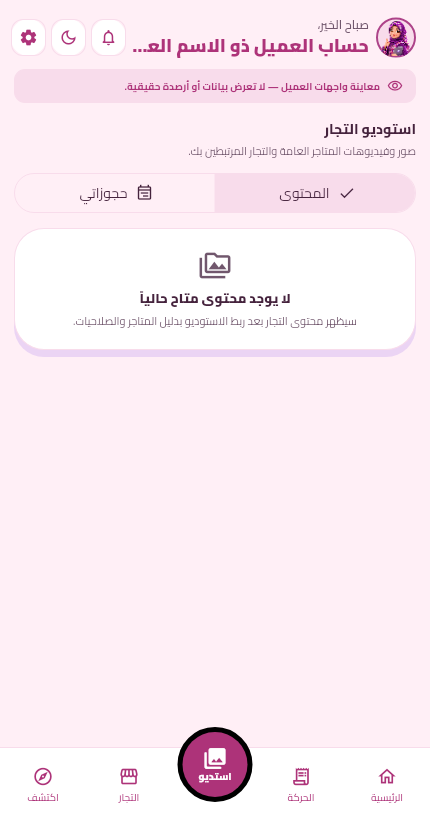 صباح الخير،
حساب العميل ذو الاسم العـ...
معاينة واجهات العميل — لا تعرض بيانات أو أرصدة حقيقية.
استوديو التجار
صور وفيديوهات المتاجر العامة والتجار المرتبطين بك.
المحتوى
حجوزاتي
لا يوجد محتوى متاح حالياً
سيظهر محتوى التجار بعد ربط الاستوديو بدليل المتاجر والصلاحيات.
الرئيسية
الحركة
استديو
التجار
اكتشف